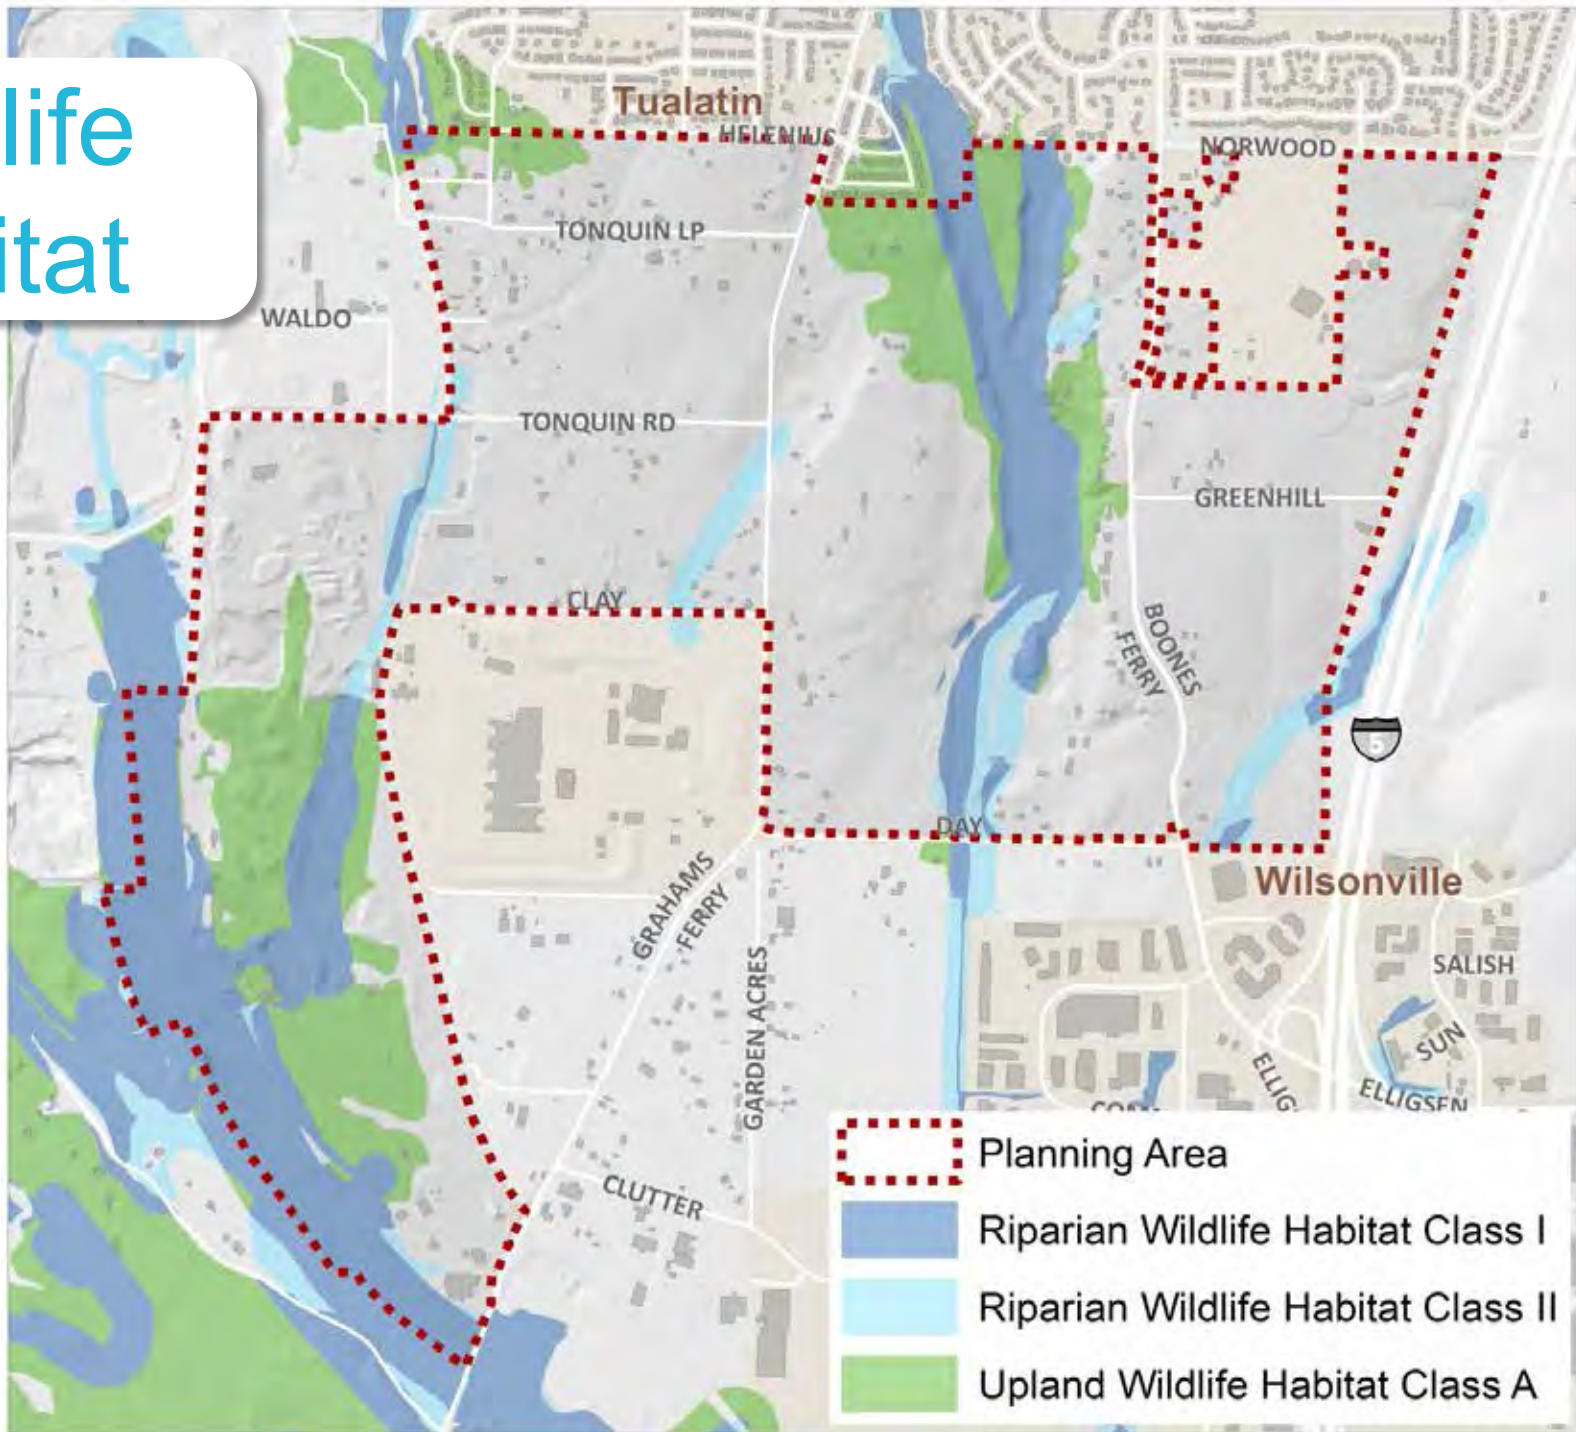 life
itat
Tualatin
HELENIUS
NORWOOD
TONQUIN LP
WALDO
TONQUIN RD
GREENHILL
CLAY
BOONES
FERRY
5
DAY
Wilsonville
GRAHAMS
FERRY
GARDEN ACRES
SALISH
SUN
ELLIGSEN
CLUTTER
Planning Area
Riparian Wildlife Habitat Class I
Riparian Wildlife Habitat Class II
Upland Wildlife Habitat Class A